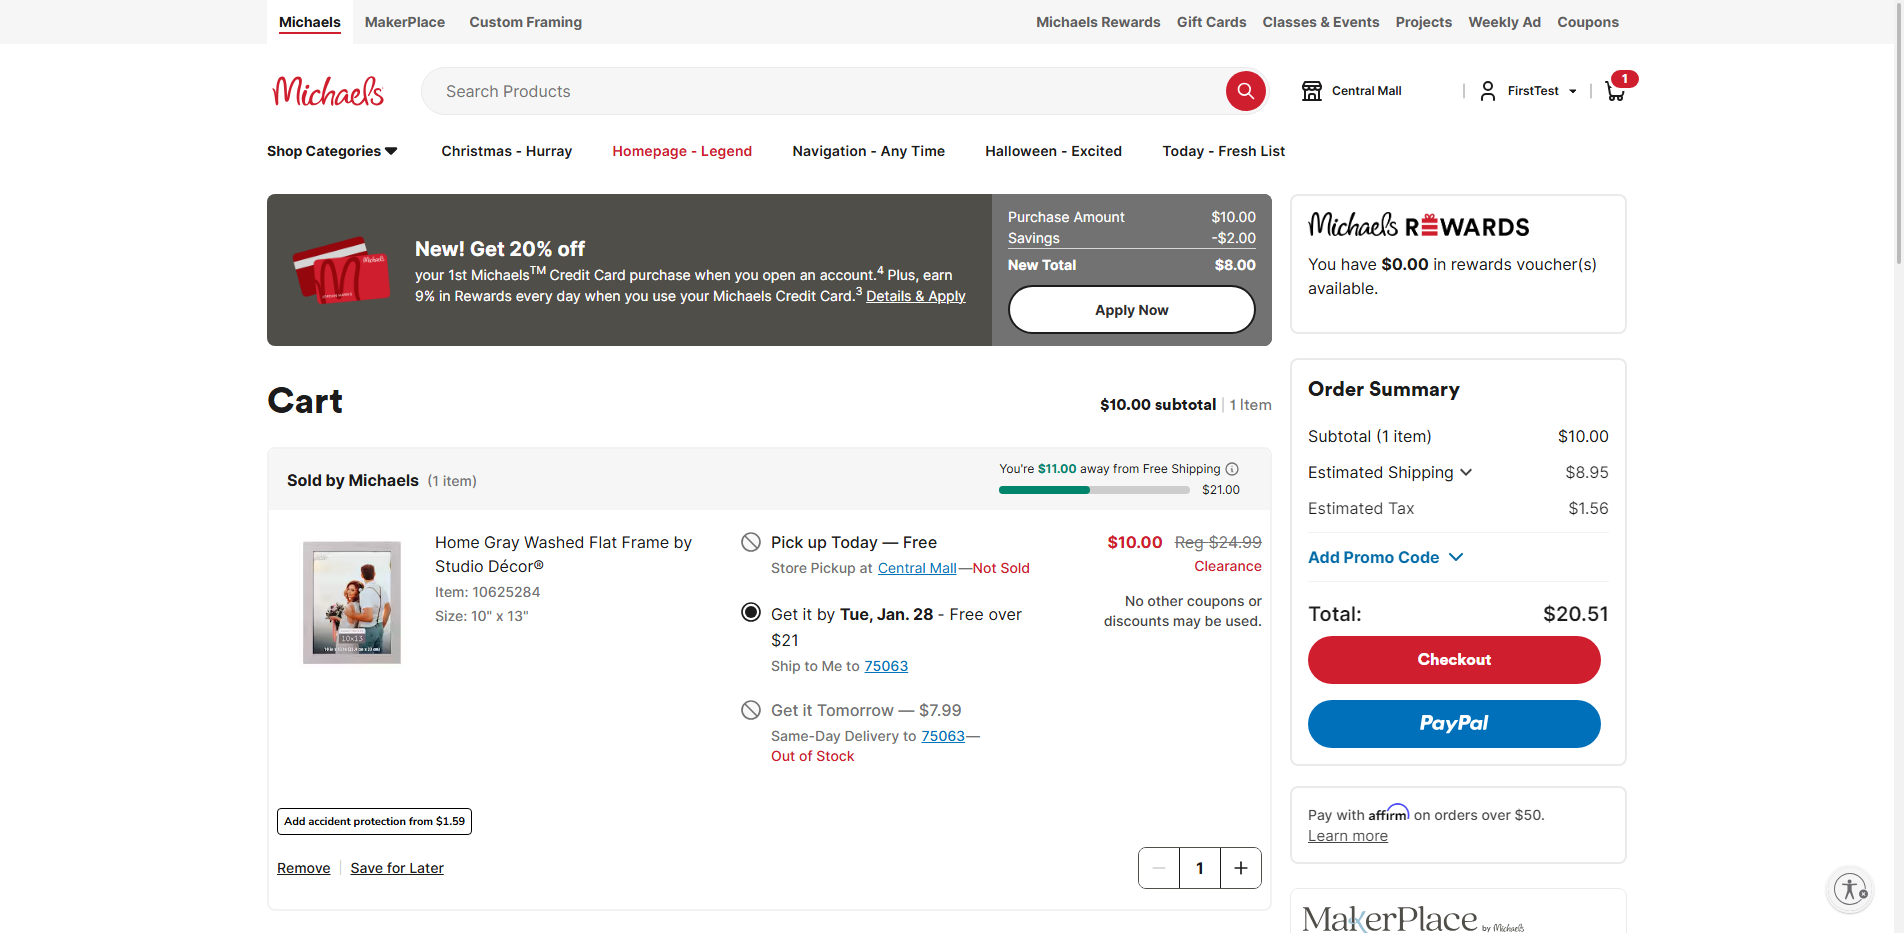 Michaels
MakerPlace
Custom Framing
Michaels Rewards
Gift Cards
Classes & Events
Projects
Weekly Ad
Coupons
Michaels
Search Products
Central Mall
FirstTest
1
Shop Categories
Christmas - Hurray
Homepage - Legend
Navigation - Any Time
Halloween - Excited
Today - Fresh List
Michaels
New! Get 20% off
your 1st Michaels™ Credit Card purchase when you open an account.⁴ Plus, earn
9% in Rewards every day when you use your Michaels Credit Card.³ Details & Apply
Purchase Amount $10.00
Savings -$2.00
New Total $8.00
Apply Now
Michaels REWARDS
You have $0.00 in rewards voucher(s)
available.
Cart
$10.00 subtotal | 1 Item
Sold by Michaels (1 item)
You're $11.00 away from Free Shipping
$21.00
10x13
Home Gray Washed Flat Frame by
Studio Décor®
Item: 10625284
Size: 10" x 13"
Pick up Today — Free
Store Pickup at Central Mall—Not Sold
Get it by Tue, Jan. 28 - Free over
$21
Ship to Me to 75063
Get it Tomorrow — $7.99
Same-Day Delivery to 75063—
Out of Stock
$10.00 Reg $24.99
Clearance
No other coupons or
discounts may be used.
Add accident protection from $1.59
Remove | Save for Later
1
Order Summary
Subtotal (1 item) $10.00
Estimated Shipping $8.95
Estimated Tax $1.56
Add Promo Code
Total: $20.51
Checkout
PayPal
Pay with affirm on orders over $50.
Learn more
MakerPlace by Michaels